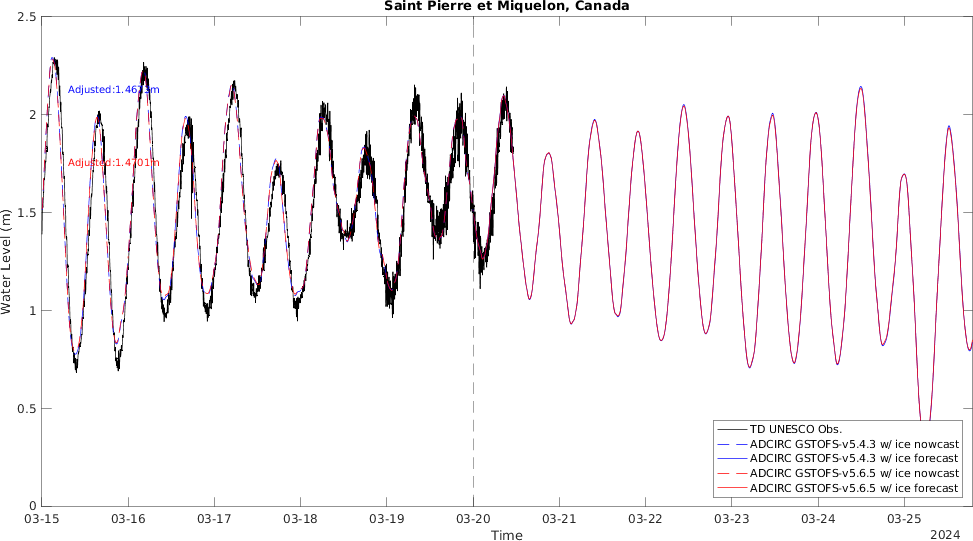 Saint Pierre et Miquelon, Canada
2.5
2
1.5
1
0.5
0
Water Level (m)
Adjusted:1.4673m
Adjusted:1.4701m
TD UNESCO Obs.
ADCIRC GSTOFS-v5.4.3 w/ ice nowcast
ADCIRC GSTOFS-v5.4.3 w/ ice forecast
ADCIRC GSTOFS-v5.6.5 w/ ice nowcast
ADCIRC GSTOFS-v5.6.5 w/ ice forecast
03-15 03-16 03-17 03-18 03-19 03-20 03-21 03-22 03-23 03-24 03-25
Time
2024